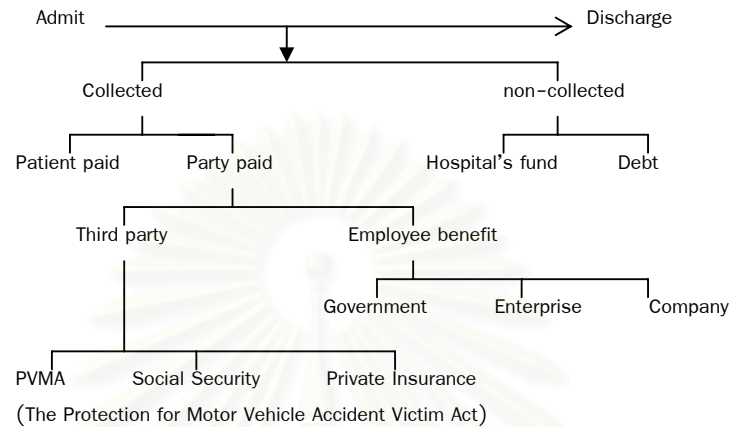 Admit Discharge
Collected non-collected
Patient paid Party paid Hospital's fund Debt
Third party Employee benefit
Government Enterprise Company
PVMA Social Security Private Insurance
(The Protection for Motor Vehicle Accident Victim Act)